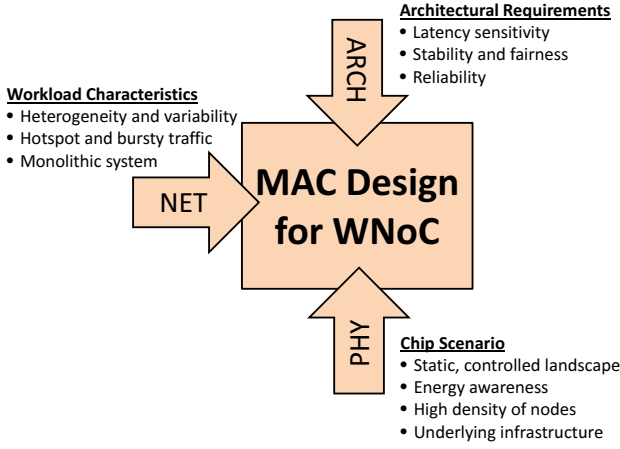 Architectural Requirements
• Latency sensitivity
• Stability and fairness
• Reliability
ARCH
Workload Characteristics
• Heterogeneity and variability
• Hotspot and bursty traffic
• Monolithic system
NET
MAC Design
for WNoC
PHY
Chip Scenario
• Static, controlled landscape
• Energy awareness
• High density of nodes
• Underlying infrastructure